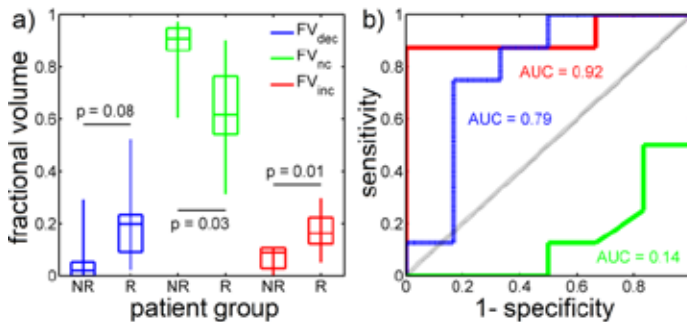 a)
fractional volume
1
0.8
0.6
0.4
0.2
0
FVdec
FVnc
FVinc
p = 0.08
p = 0.03
p = 0.01
NR R NR R NR R
patient group
b)
sensitivity
1
0.8
0.6
0.4
0.2
0
AUC = 0.92
AUC = 0.79
AUC = 0.14
0 0.2 0.4 0.6 0.8
1- specificity